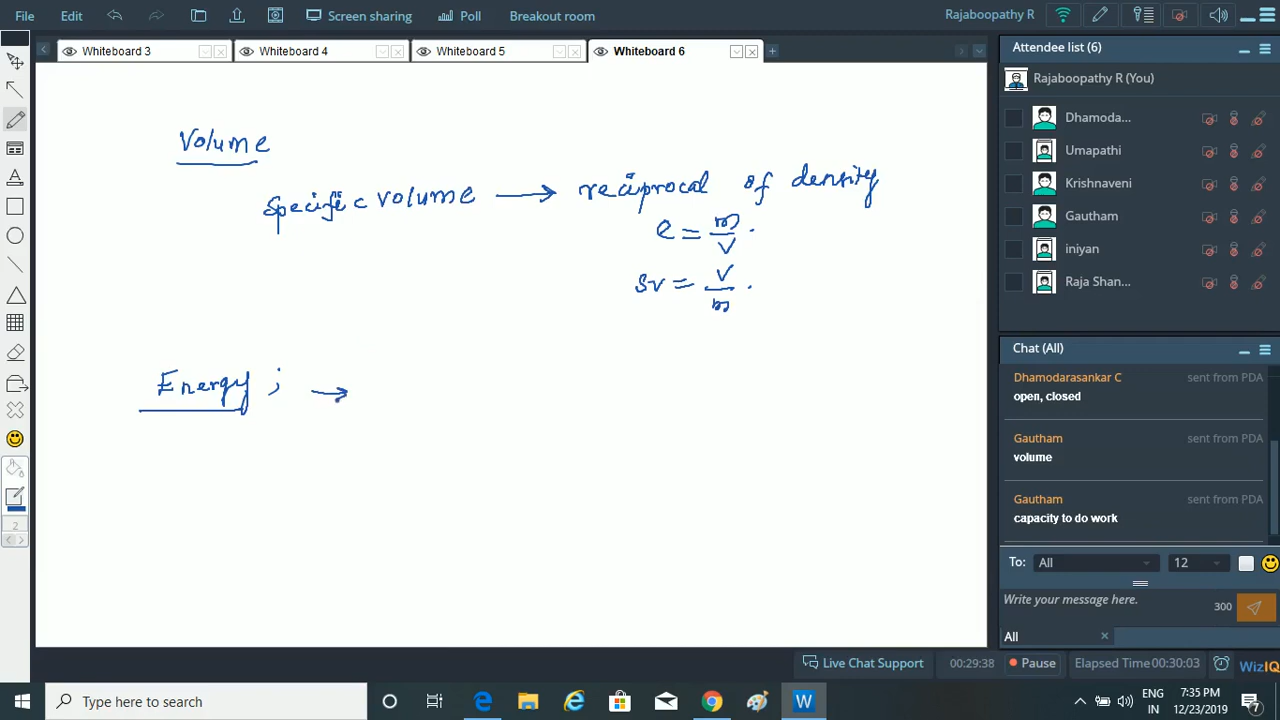 File Edit Screen sharing Poll Breakout room Rajaboopathy R
Whiteboard 3 Whiteboard 4 Whiteboard 5 Whiteboard 6
Attendee list (6)
Rajaboopathy R (You)
Dhamoda...
Umapathi
Krishnaveni
Gautham
iniyan
Raja Shan...
Volume
specific volume → reciprocal of density
e = m/V .
sv = V/m .
Energy ; →
Chat (All)
Dhamodarasankar C sent from PDA
open, closed
Gautham sent from PDA
volume
Gautham sent from PDA
capacity to do work
To: All 12
Write your message here. 300
All
2
Live Chat Support 00:29:38 Pause Elapsed Time 00:30:03 WizIQ
Type here to search
ENG 7:35 PM
IN 12/23/2019 7